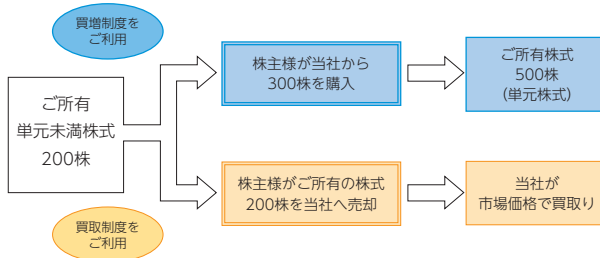 買増制度を
ご利用
ご所有
単元未満株式
200株
株主様が当社から
300株を購入
ご所有株式
500株
(単元株式)
株主様がご所有の株式
200株を当社へ売却
当社が
市場価格で買取り
買取制度を
ご利用